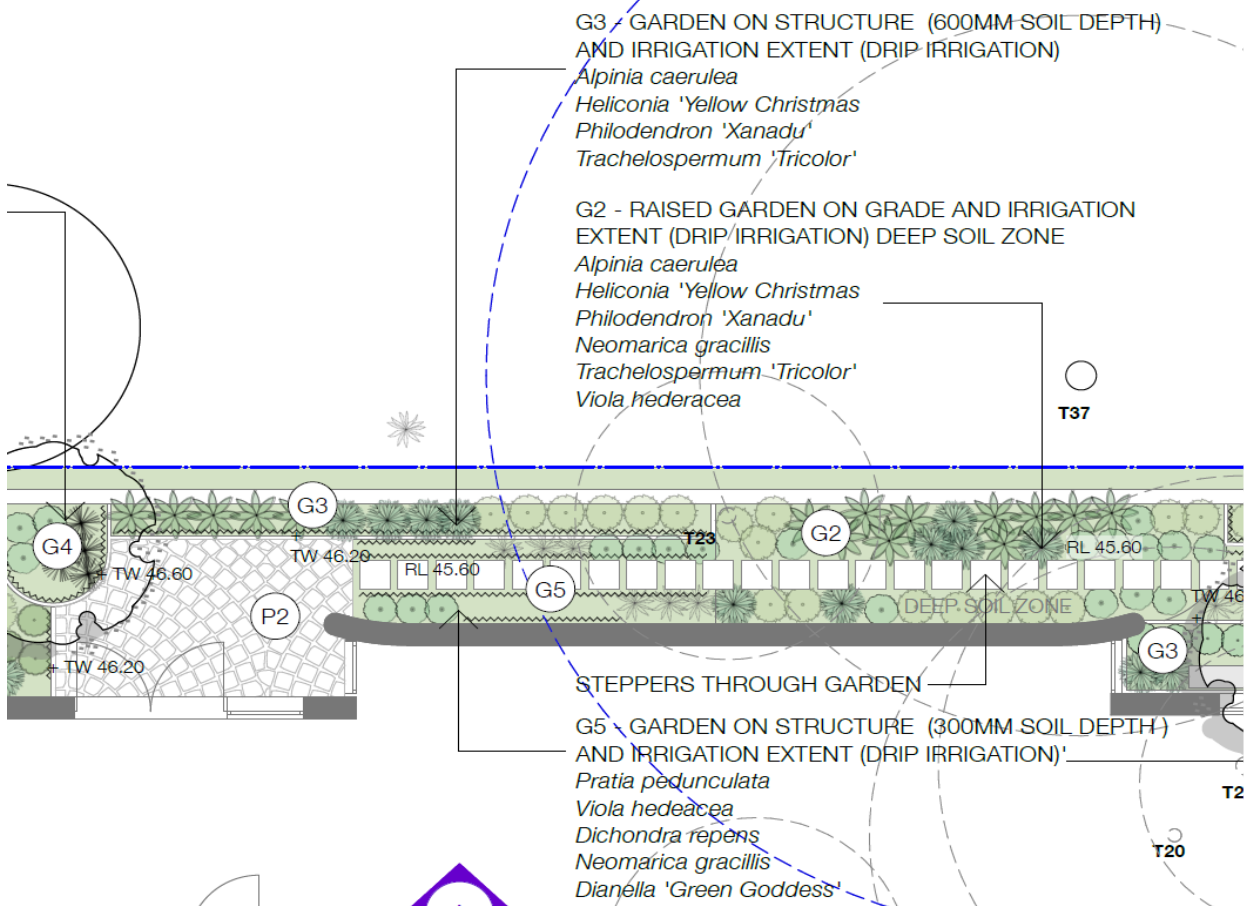 G3 - GARDEN ON STRUCTURE (600MM SOIL DEPTH)
AND IRRIGATION EXTENT (DRIP IRRIGATION)
Alpinia caerulea
Heliconia 'Yellow Christmas
Philodendron 'Xanadu'
Trachelospermum 'Tricolor'
G2 - RAISED GARDEN ON GRADE AND IRRIGATION
EXTENT (DRIP IRRIGATION) DEEP SOIL ZONE
Alpinia caerulea
Heliconia 'Yellow Christmas
Philodendron 'Xanadu'
Neomarica gracillis
Trachelospermum 'Tricolor'
Viola hederacea
T37
G3
G2
G4
TW 46.20
T23
RL 45.60
TW 46.60
RL 45.60
G5
P2
DEEP SOIL ZONE
TW 46
TW 46.20
G3
STEPPERS THROUGH GARDEN
G5 - GARDEN ON STRUCTURE (300MM SOIL DEPTH )
AND IRRIGATION EXTENT (DRIP IRRIGATION)'
Pratia pedunculata
Viola hedeacea
Dichondra repens
Neomarica gracillis
Dianella 'Green Goddess'
T2
T20